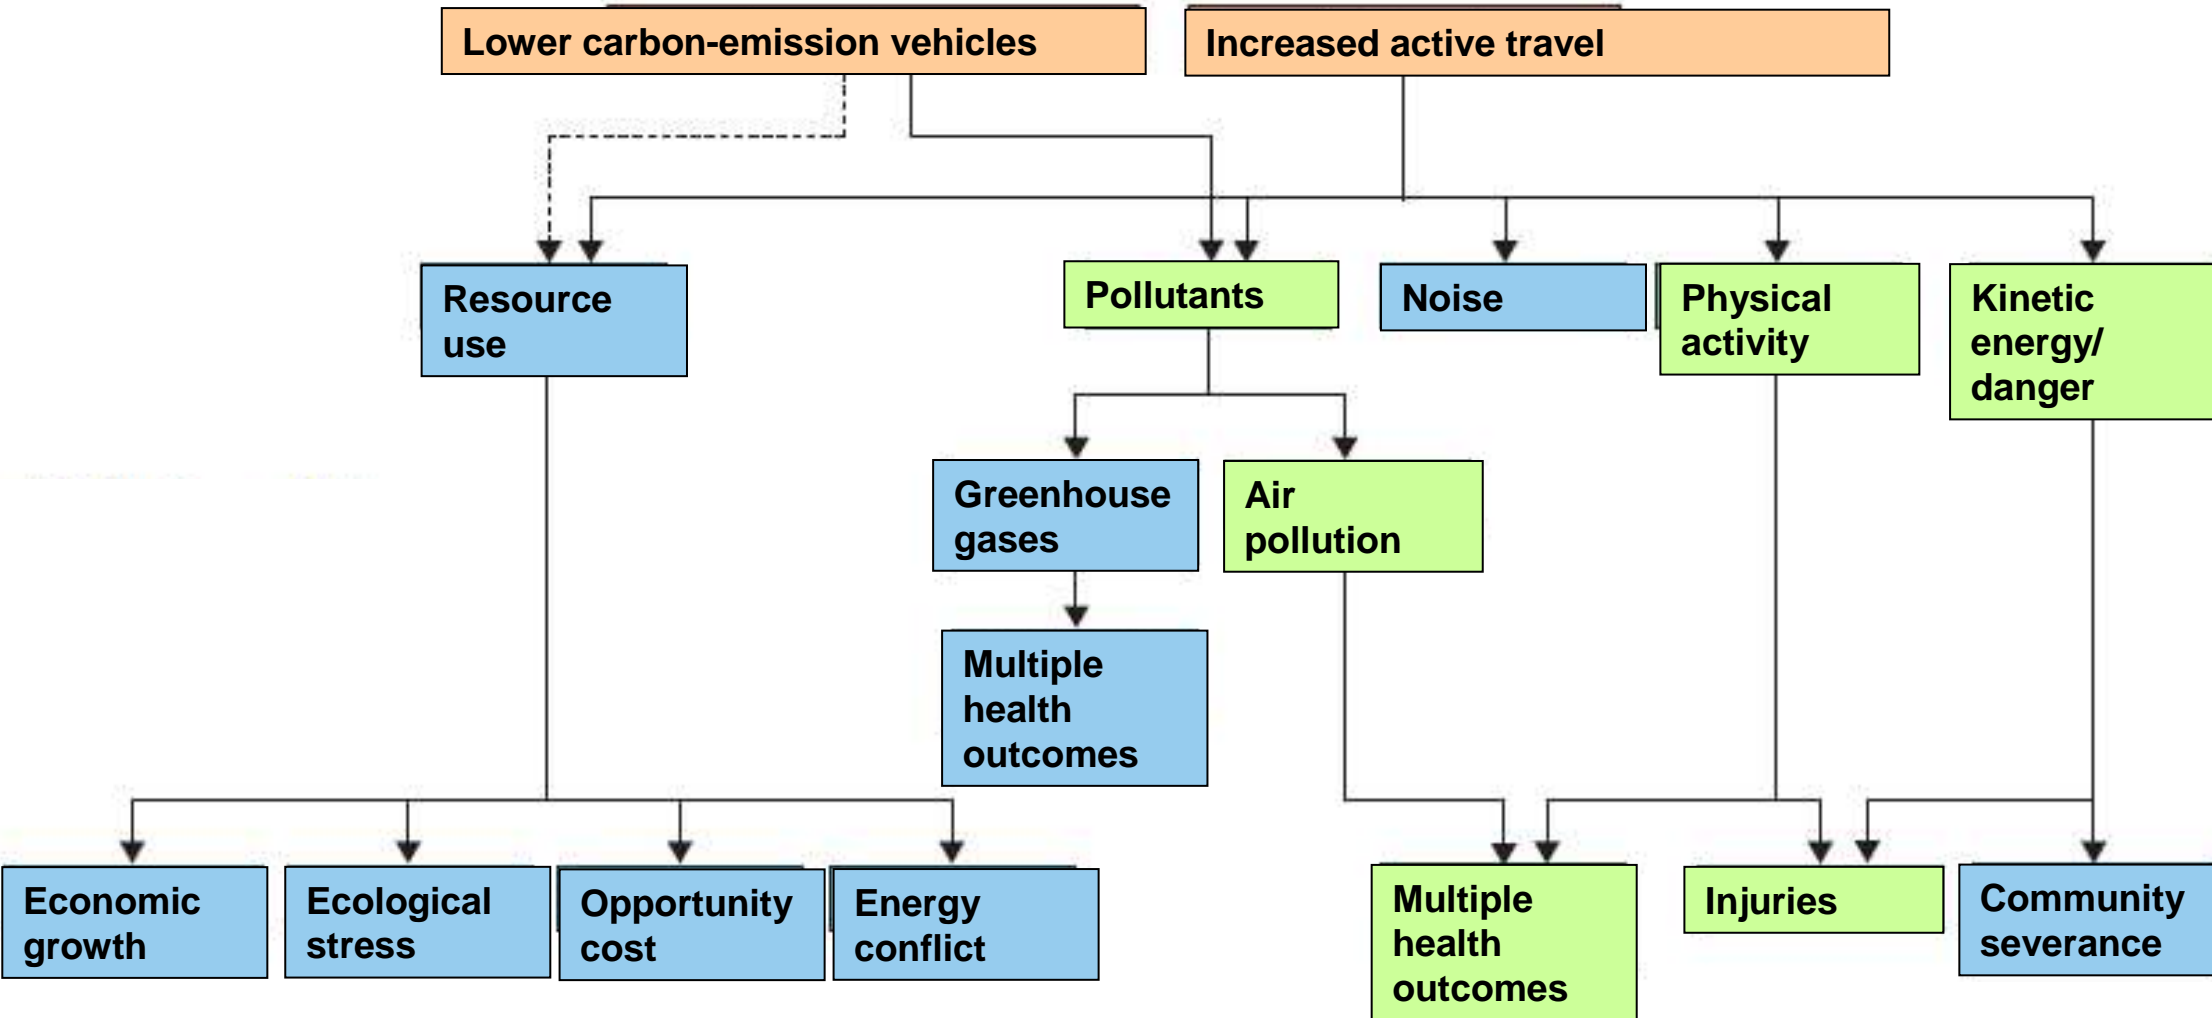 Lower carbon-emission vehicles
Increased active travel
Resource
use
Pollutants
Noise
Physical
activity
Kinetic
energy/
danger
Greenhouse
gases
Air
pollution
Multiple
health
outcomes
Economic
growth
Ecological
stress
Opportunity
cost
Energy
conflict
Multiple
health
outcomes
Injuries
Community
severance